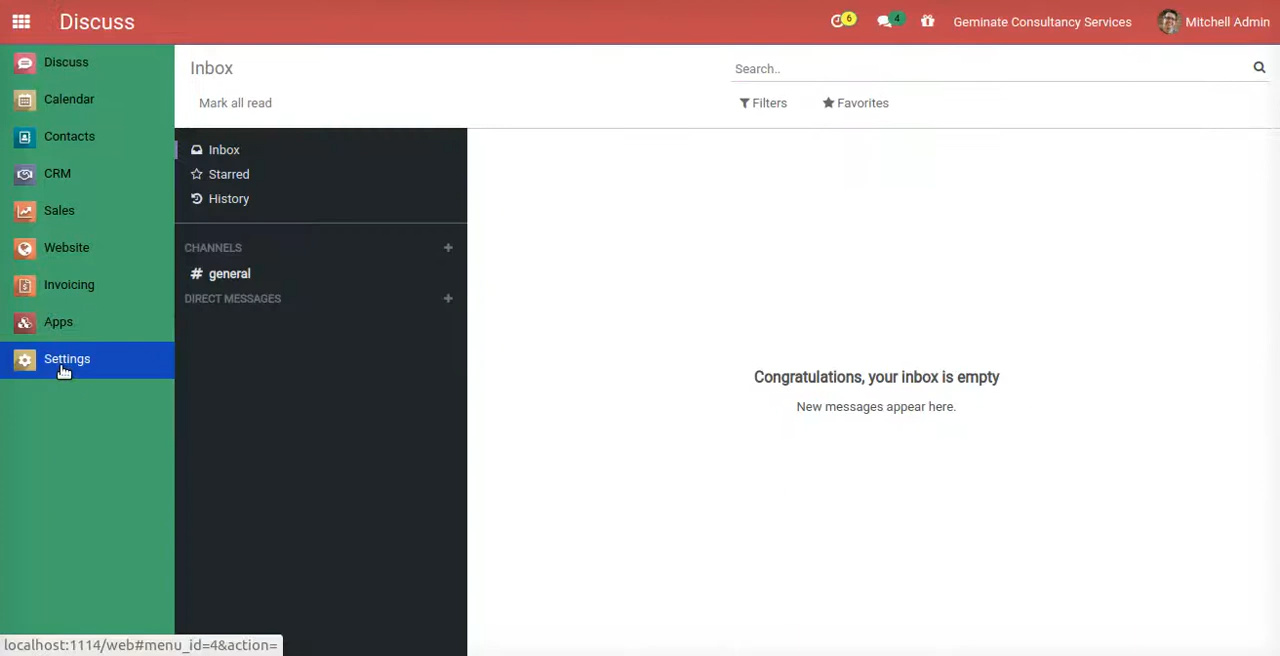 Discuss
6
4
Geminate Consultancy Services
Mitchell Admin
Discuss
Calendar
Contacts
CRM
Sales
Website
Invoicing
Apps
Settings
Inbox
Search..
Mark all read
Filters
Favorites
Inbox
Starred
History
CHANNELS
# general
DIRECT MESSAGES
Congratulations, your inbox is empty
New messages appear here.
localhost:1114/web#menu_id=4&action=